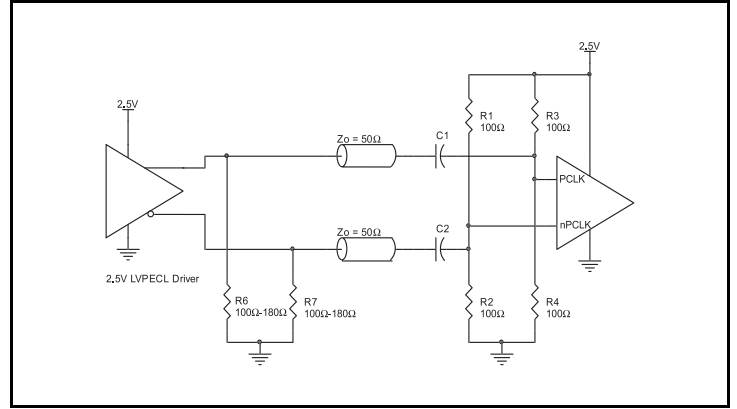 2.5V
2.5V
R1
100Ω
R3
100Ω
Zo = 50Ω
C1
PCLK
nPCLK
Zo = 50Ω
C2
2.5V LVPECL Driver
R6
100Ω-180Ω
R7
100Ω-180Ω
R2
100Ω
R4
100Ω